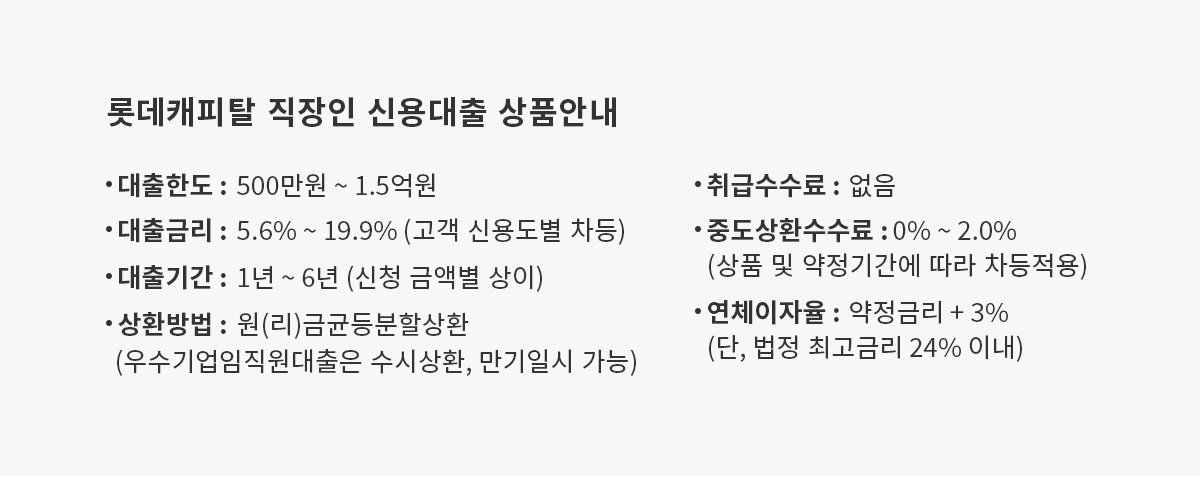 롯데캐피탈 직장인 신용대출 상품안내
• 대출한도 : 500만원 ~ 1.5억원
• 대출금리 : 5.6% ~ 19.9% (고객 신용도별 차등)
• 대출기간 : 1년 ~ 6년 (신청 금액별 상이)
• 상환방법 : 원(리)금균등분할상환
(우수기업임직원대출은 수시상환, 만기일시 가능)
• 취급수수료 : 없음
• 중도상환수수료 : 0% ~ 2.0%
(상품 및 약정기간에 따라 차등적용)
• 연체이자율 : 약정금리 + 3%
(단, 법정 최고금리 24% 이내)